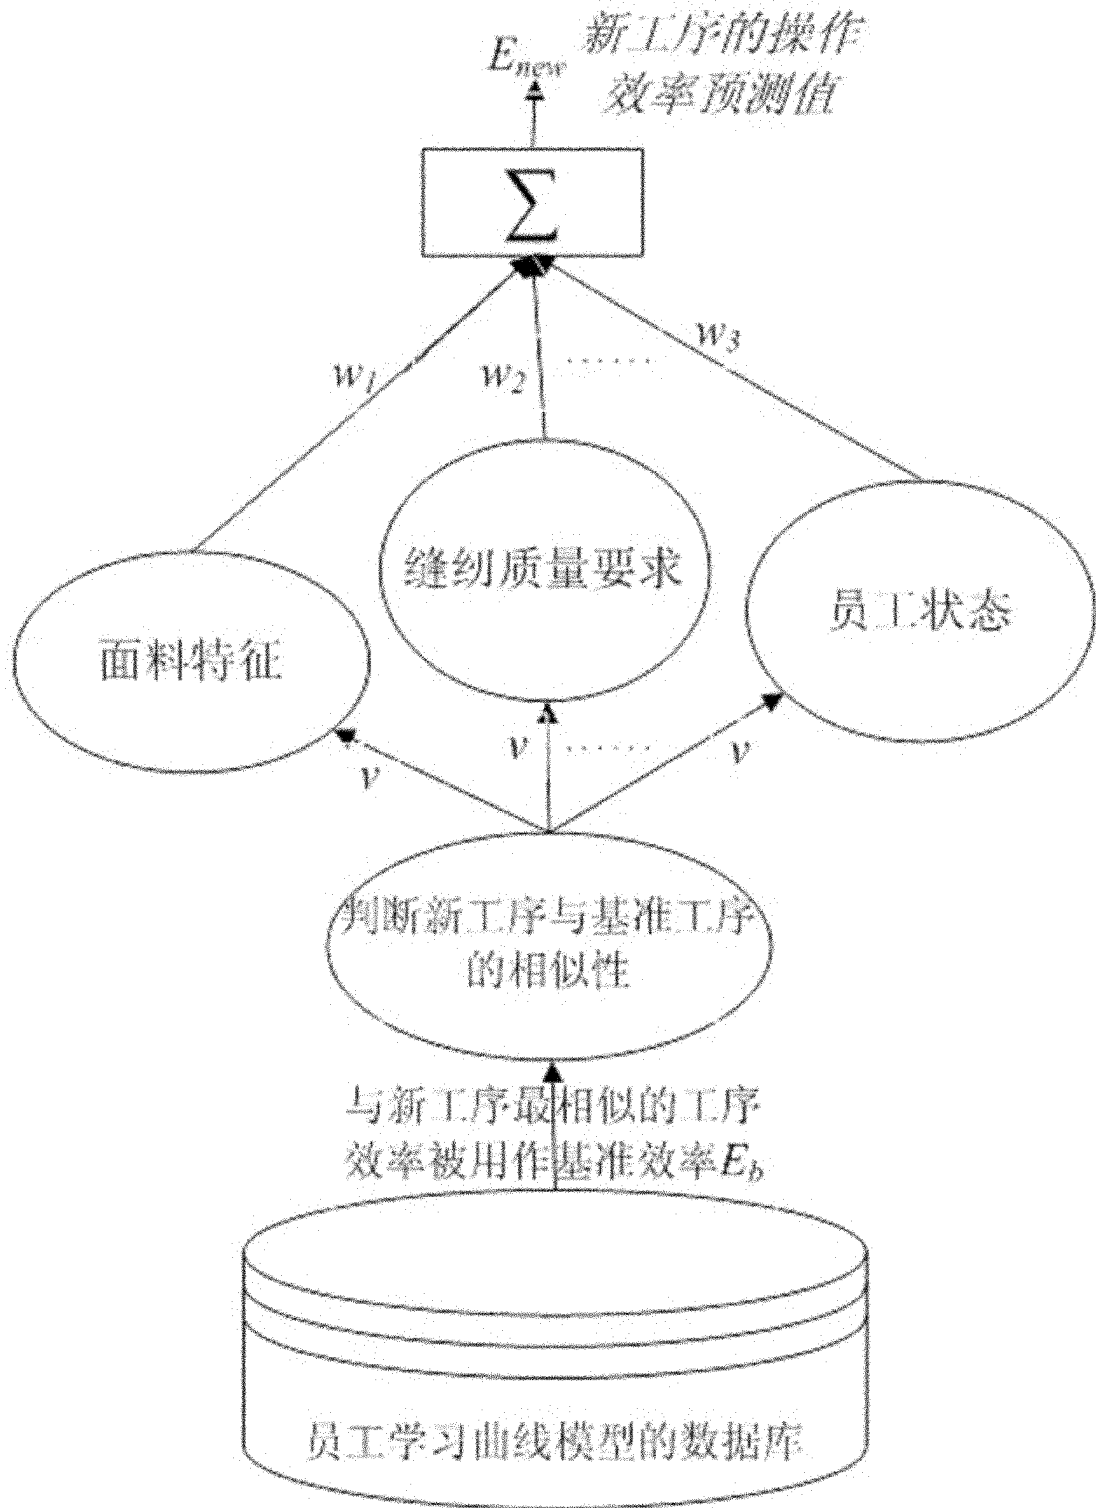 新工序的操作
E_new 效率预测值
∑
w_1
w_2
......
w_3
面料特征
缝纫质量要求
员工状态
v
v
......
v
判断新工序与基准工序
的相似性
与新工序最相似的工序
效率被用作基准效率E_b
员工学习曲线模型的数据库